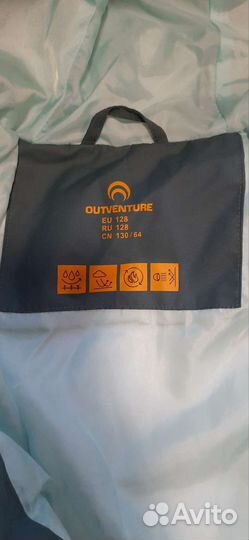 OUTVENTURE
EU 128
RU 128
CN 130/64
Avito